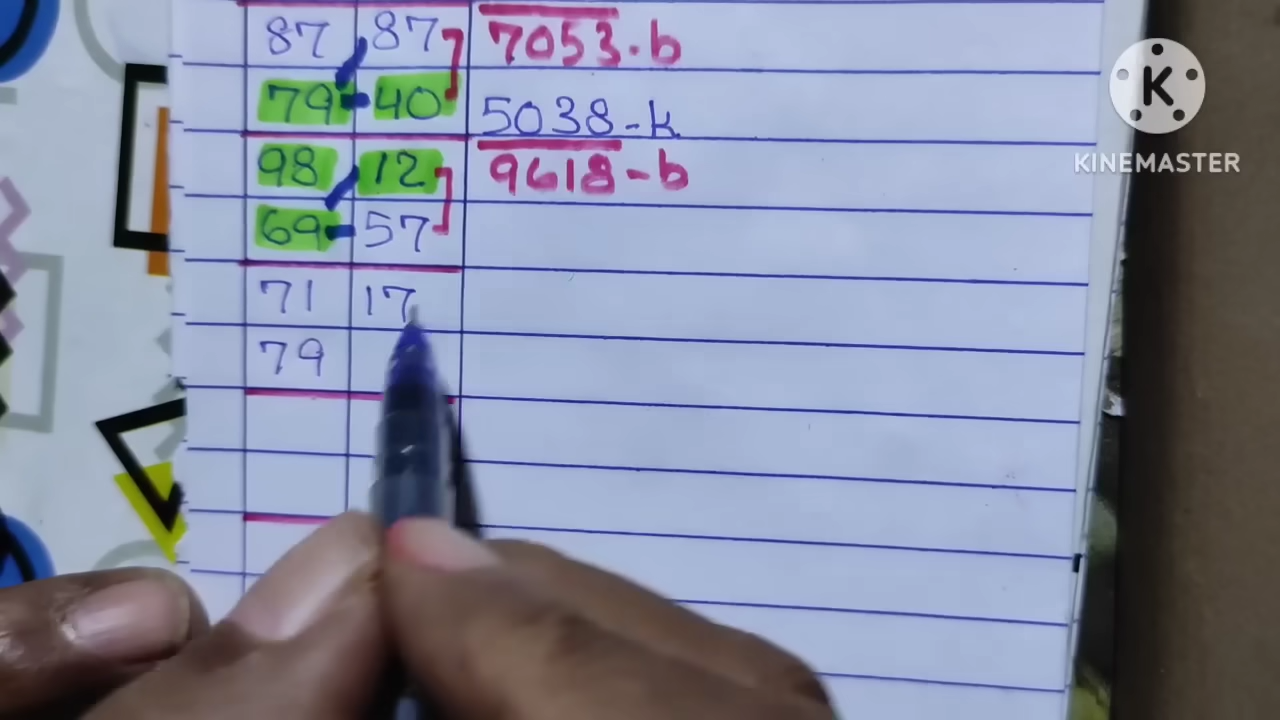 87 87 7053.b
79-40 5038-k
98 12 9618-b
69-57
71 17
79
K
KINEMASTER